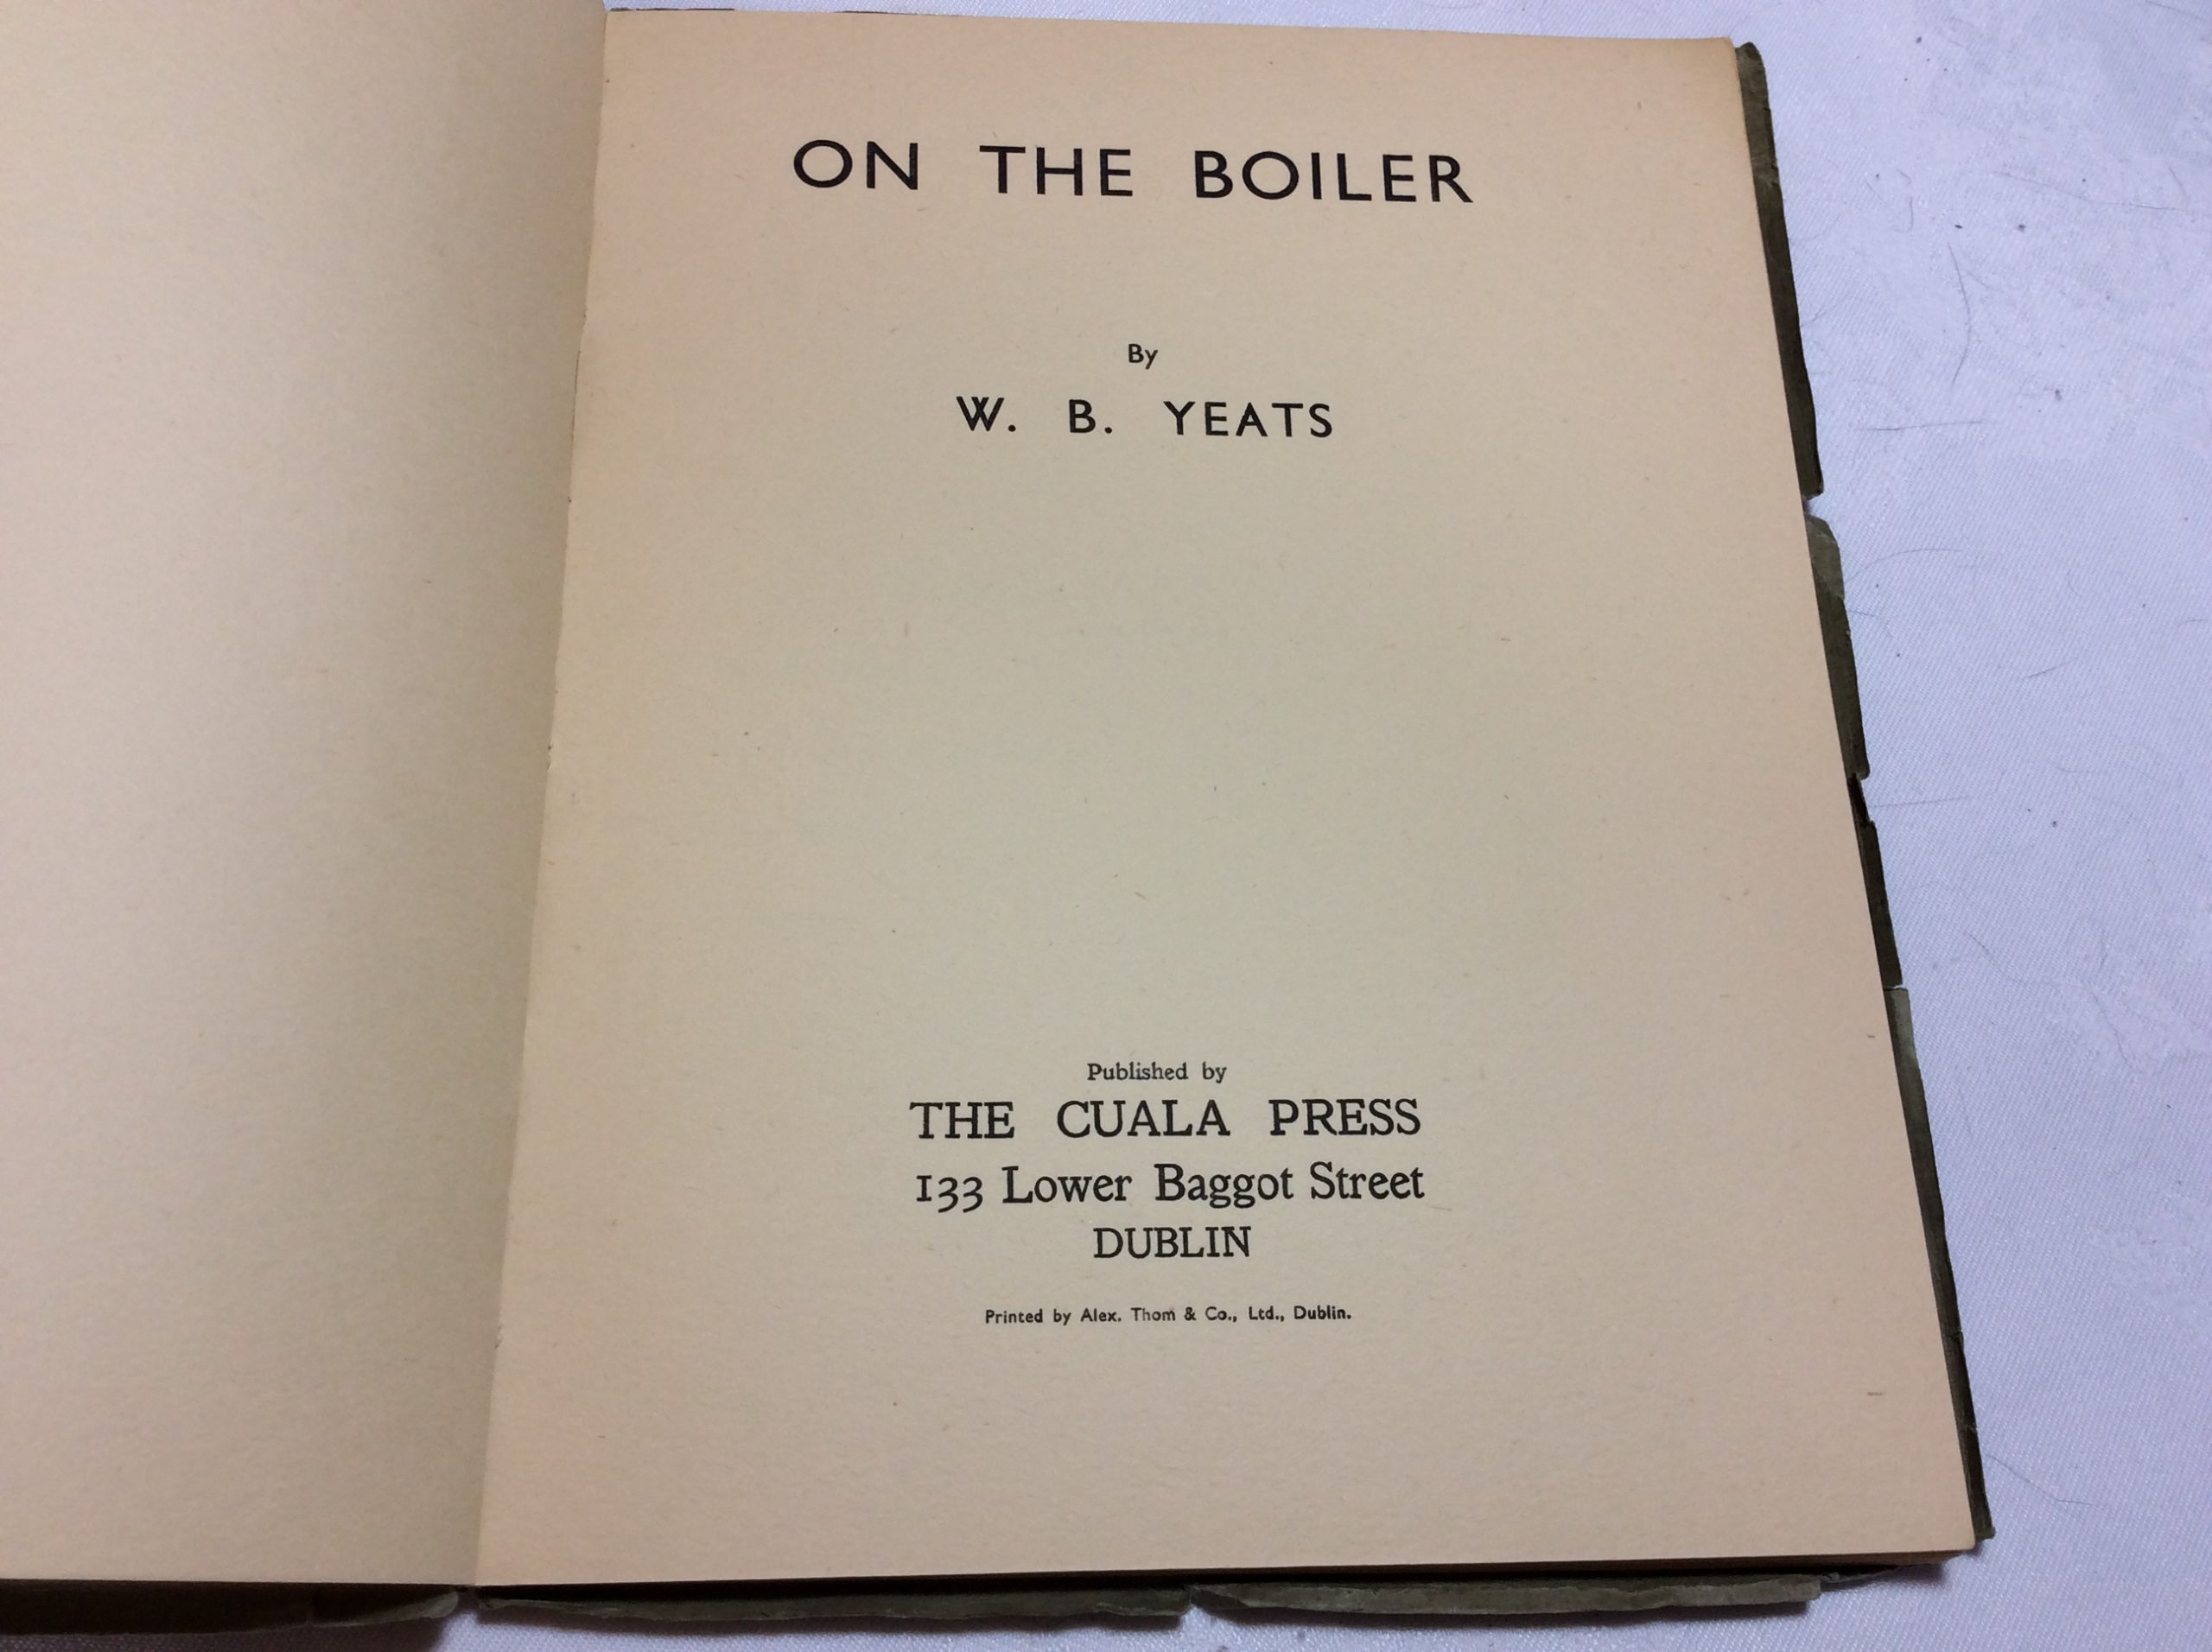 ON THE BOILER
By
W. B. YEATS
Published by
THE CUALA PRESS
133 Lower Baggot Street
DUBLIN
Printed by Alex. Thom & Co., Ltd., Dublin.